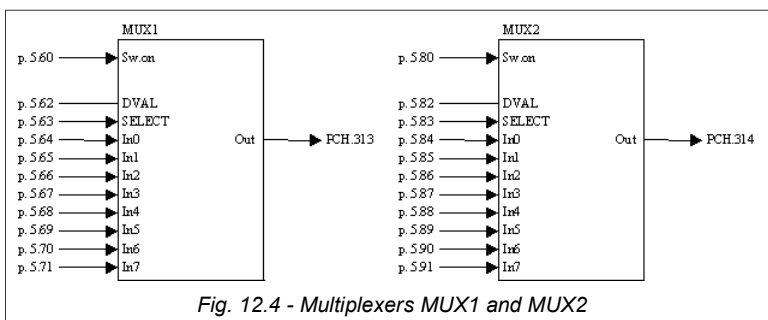 MUX1
p. 5.60 Sw.on
p. 5.62 DVAL
p. 5.63 SELECT
p. 5.64 In0 Out PCH.313
p. 5.65 In1
p. 5.66 In2
p. 5.67 In3
p. 5.68 In4
p. 5.69 In5
p. 5.70 In6
p. 5.71 In7
MUX2
p. 5.80 Sw.on
p. 5.82 DVAL
p. 5.83 SELECT
p. 5.84 In0 Out PCH.314
p. 5.85 In1
p. 5.86 In2
p. 5.87 In3
p. 5.88 In4
p. 5.89 In5
p. 5.90 In6
p. 5.91 In7
Fig. 12.4 - Multiplexers MUX1 and MUX2